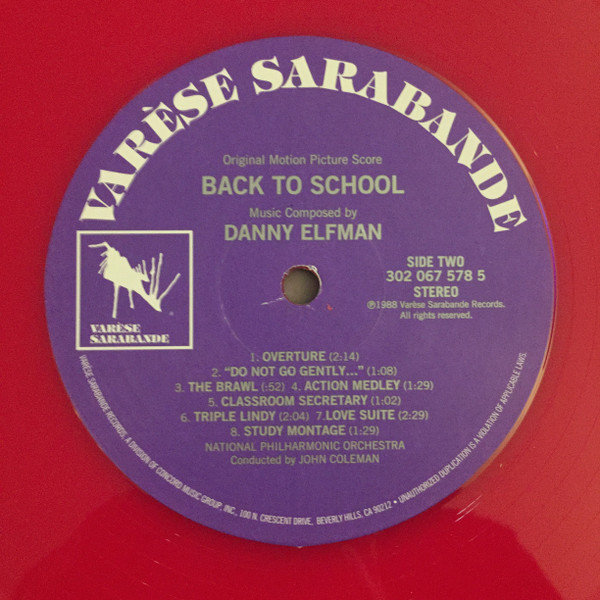 VARÈSE SARABANDE
Original Motion Picture Score
BACK TO SCHOOL
Music Composed by
DANNY ELFMAN
VARÈSE
SARABANDE
SIDE TWO
302 067 578 5
STEREO
℗1988 Varèse Sarabande Records.
All rights reserved.
1. OVERTURE (2:14)
2. “DO NOT GO GENTLY...” (1:08)
3. THE BRAWL (:52) 4. ACTION MEDLEY (1:29)
5. CLASSROOM SECRETARY (1:02)
6. TRIPLE LINDY (2:04) 7.LOVE SUITE (2:29)
8. STUDY MONTAGE (1:29)
NATIONAL PHILHARMONIC ORCHESTRA
Conducted by JOHN COLEMAN
VARÈSE SARABANDE RECORDS, A DIVISION OF CONCORD MUSIC GROUP, INC., 100 N. CRESCENT DRIVE, BEVERLY HILLS, CA 90212 • UNAUTHORIZED DUPLICATION IS A VIOLATION OF APPLICABLE LAWS.